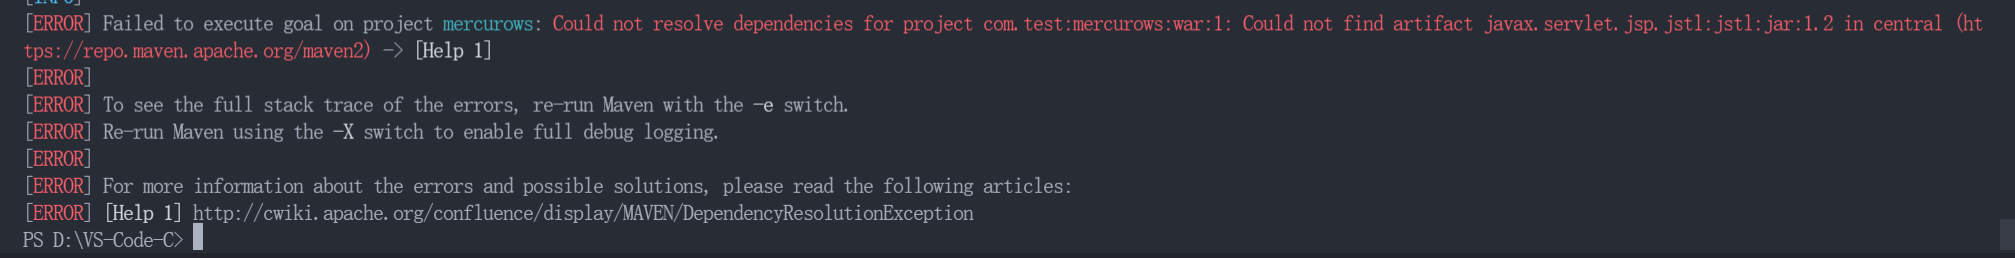 [INFO]
[ERROR] Failed to execute goal on project mercurows: Could not resolve dependencies for project com.test:mercurows:war:1: Could not find artifact javax.servlet.jsp.jstl:jstl:jar:1.2 in central (ht
tps://repo.maven.apache.org/maven2) -> [Help 1]
[ERROR]
[ERROR] To see the full stack trace of the errors, re-run Maven with the -e switch.
[ERROR] Re-run Maven using the -X switch to enable full debug logging.
[ERROR]
[ERROR] For more information about the errors and possible solutions, please read the following articles:
[ERROR] [Help 1] http://cwiki.apache.org/confluence/display/MAVEN/DependencyResolutionException
PS D:\VS-Code-C>